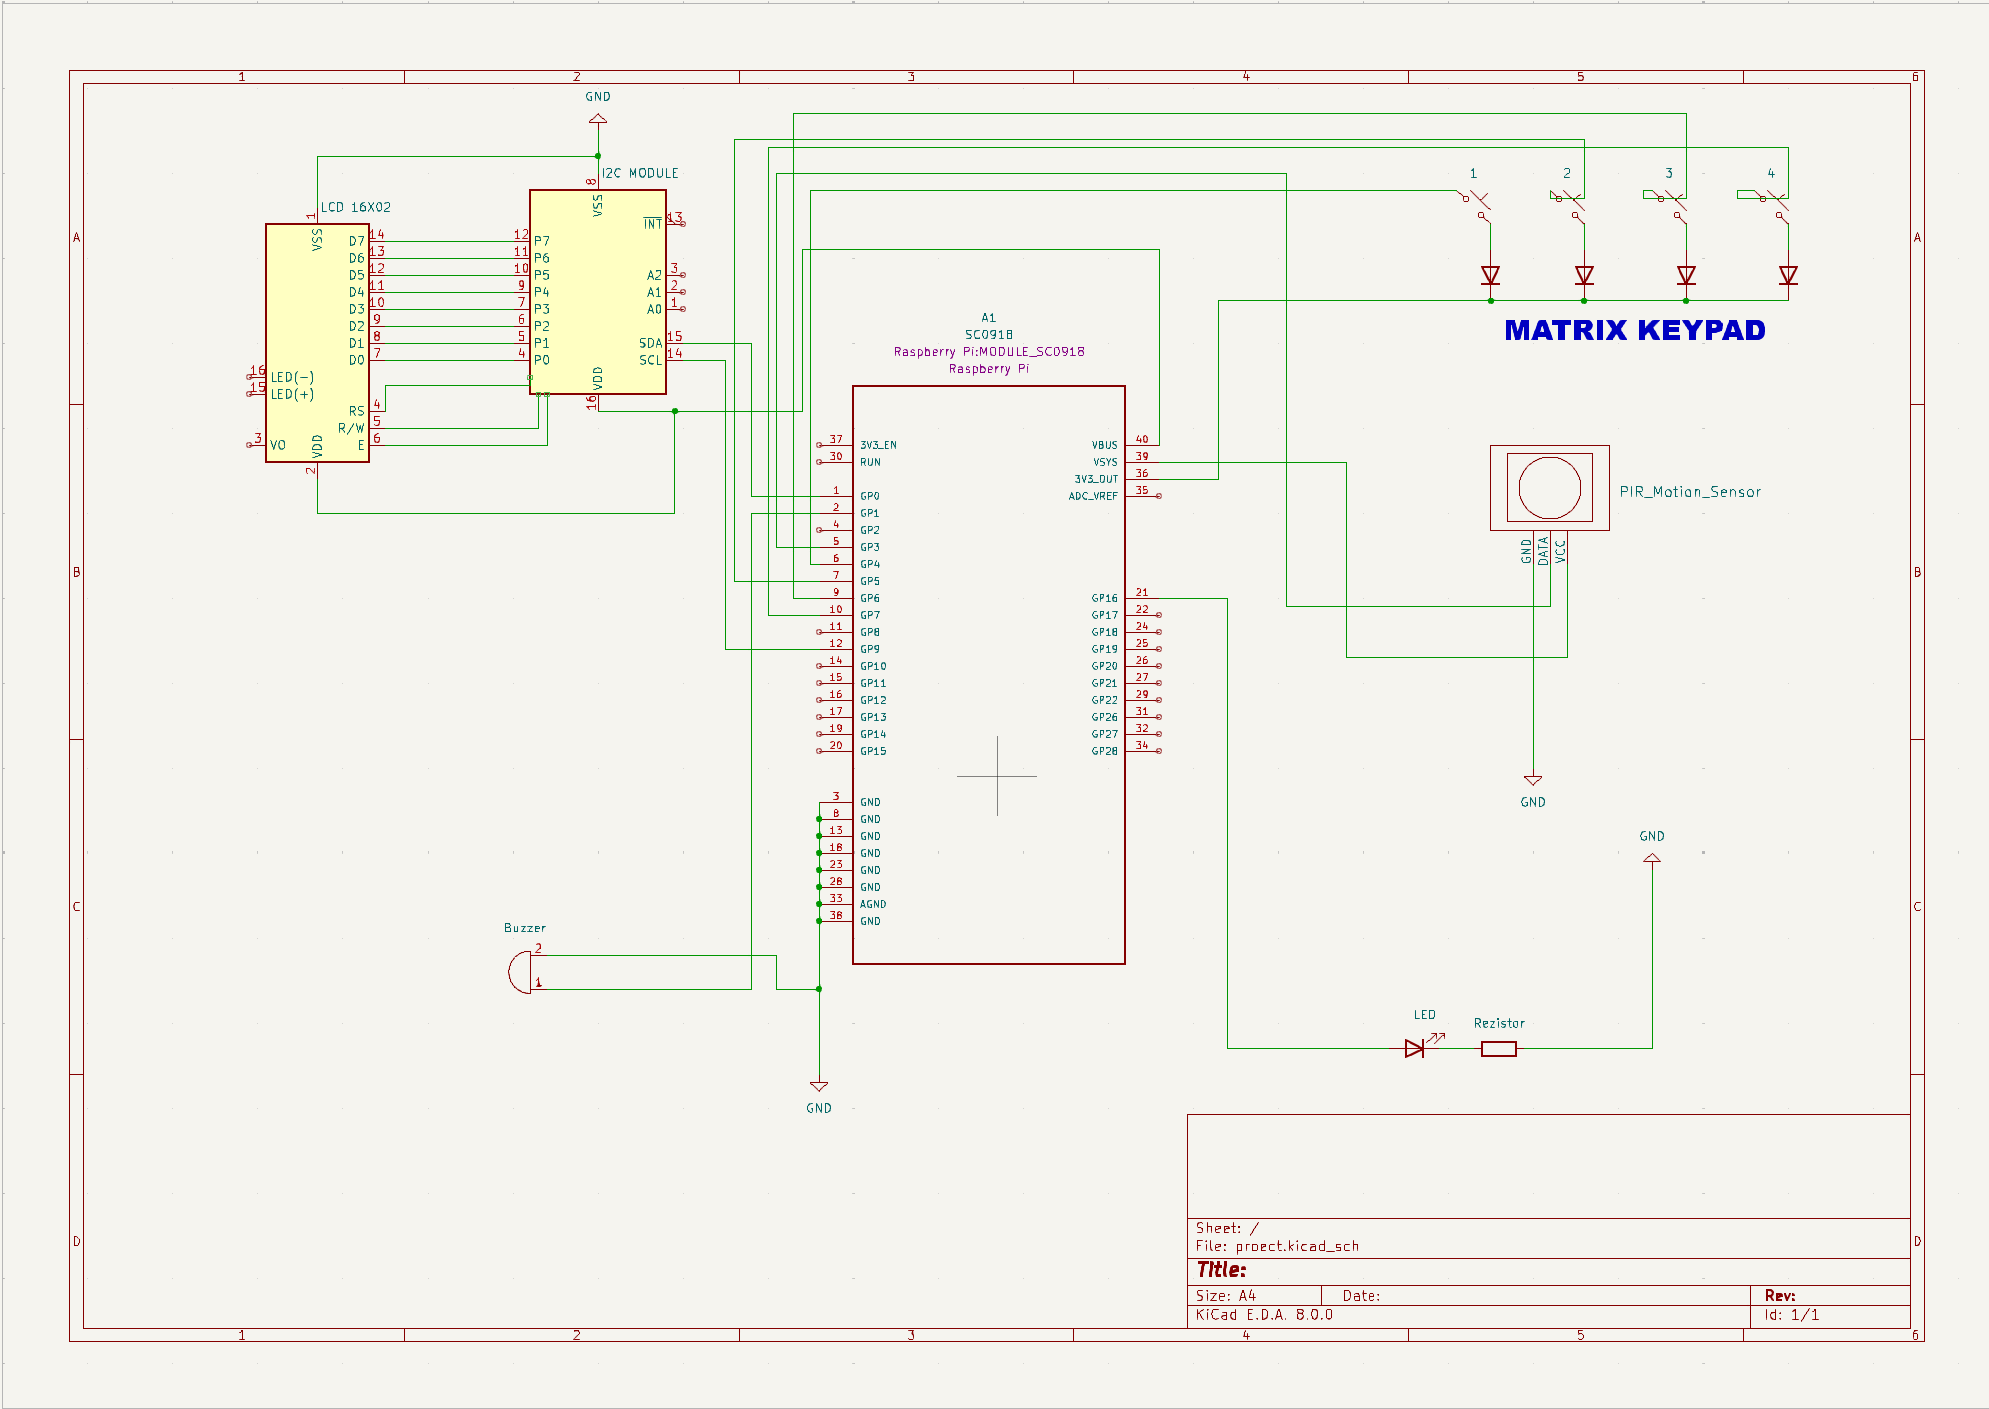 1 2 3 4 5 6
A B C D
A B C D
1 2 3 4 5 6
GND
I2C MODULE
LCD 16X02
1 VSS
D7 14
D6 13
D5 12
D4 11
D3 10
D2 9
D1 8
D0 7
16 LED(-)
15 LED(+)
RS 4
R/W 5
3 VO
E 6
VDD 2
8 VSS
INT 13
12 P7
11 P6
10 P5
9 P4
7 P3
6 P2
5 P1
4 P0
A2 3
A1 2
A0 1
SDA 15
SCL 14
VDD 16
1 2 3 4
MATRIX KEYPAD
A1
SC0918
Raspberry Pi:MODULE_SC0918
Raspberry Pi
37 3V3_EN
30 RUN
1 GP0
2 GP1
4 GP2
5 GP3
6 GP4
7 GP5
9 GP6
10 GP7
11 GP8
12 GP9
14 GP10
15 GP11
16 GP12
17 GP13
19 GP14
20 GP15
3 GND
8 GND
13 GND
18 GND
23 GND
28 GND
33 AGND
38 GND
VBUS 40
VSYS 39
3V3_OUT 36
ADC_VREF 35
GP16 21
GP17 22
GP18 24
GP19 25
GP20 26
GP21 27
GP22 29
GP26 31
GP27 32
GP28 34
PIR_Motion_Sensor
GND
DATA
VCC
GND
GND
Buzzer
2
1
GND
LED
Rezistor
Sheet: /
File: proect.kicad_sch
Title:
Size: A4 Date: Rev:
KiCad E.D.A. 8.0.0 Id: 1/1